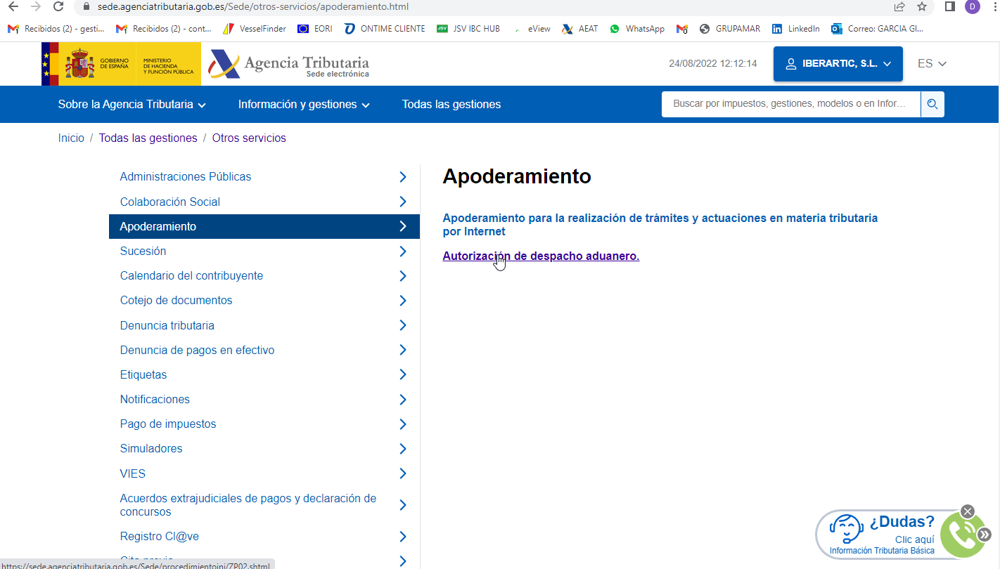 sede.agenciatributaria.gob.es/Sede/otros-servicios/apoderamiento.html
D
Recibidos (2) - gesti... Recibidos (2) - cont... VesselFinder EORI ONTIME CLIENTE JSV JSV IBC HUB eView AEAT WhatsApp GRUPAMAR LinkedIn Correo: GARCIA GI...
GOBIERNO DE ESPAÑA
MINISTERIO DE HACIENDA Y FUNCIÓN PÚBLICA
Agencia Tributaria
Sede electrónica
24/08/2022 12:12:14
IBERARTIC, S.L.
ES
Sobre la Agencia Tributaria Información y gestiones Todas las gestiones
Buscar por impuestos, gestiones, modelos o en Infor...
Inicio / Todas las gestiones / Otros servicios
Administraciones Públicas
Colaboración Social
Apoderamiento
Sucesión
Calendario del contribuyente
Cotejo de documentos
Denuncia tributaria
Denuncia de pagos en efectivo
Etiquetas
Notificaciones
Pago de impuestos
Simuladores
VIES
Acuerdos extrajudiciales de pagos y declaración de
concursos
Registro Cl@ve
Apoderamiento
Apoderamiento para la realización de trámites y actuaciones en materia tributaria
por Internet
Autorización de despacho aduanero.
¿Dudas?
Clic aquí
Información Tributaria Básica
https://sede.agenciatributaria.gob.es/Sede/procedimientoini/ZP02.shtml